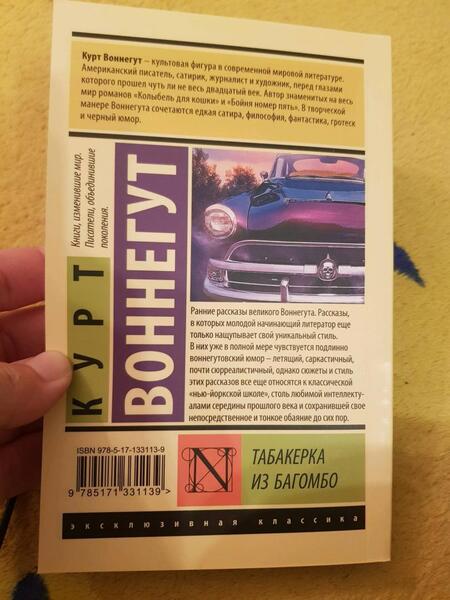 Курт Воннегут – культовая фигура в современной мировой литературе.
Американский писатель, сатирик, журналист и художник, перед глазами
которого прошел чуть ли не весь двадцатый век. Автор знаменитых на весь
мир романов «Колыбель для кошки» и «Бойня номер пять». В творческой
манере Воннегута сочетаются едкая сатира, философия, фантастика, гротеск
и черный юмор.
Книги, изменившие мир.
Писатели, объединившие
поколения.
КУРТ
ВОННЕГУТ
Ранние рассказы великого Воннегута. Рассказы,
в которых молодой начинающий литератор еще
только нащупывает свой уникальный стиль.
В них уже в полной мере чувствуется подлинно
воннегутовский юмор – летящий, саркастичный,
почти сюрреалистичный, однако сюжеты и стиль
этих рассказов все еще относятся к классической
«нью-йоркской школе», столь любимой интеллекту-
алами середины прошлого века и сохранившей свое
непосредственное и тонкое обаяние до сих пор.
ISBN 978-5-17-133113-9
9 785171 331139 >
N
ТАБАКЕРКА
ИЗ БАГОМБО
эксклюзивная классика